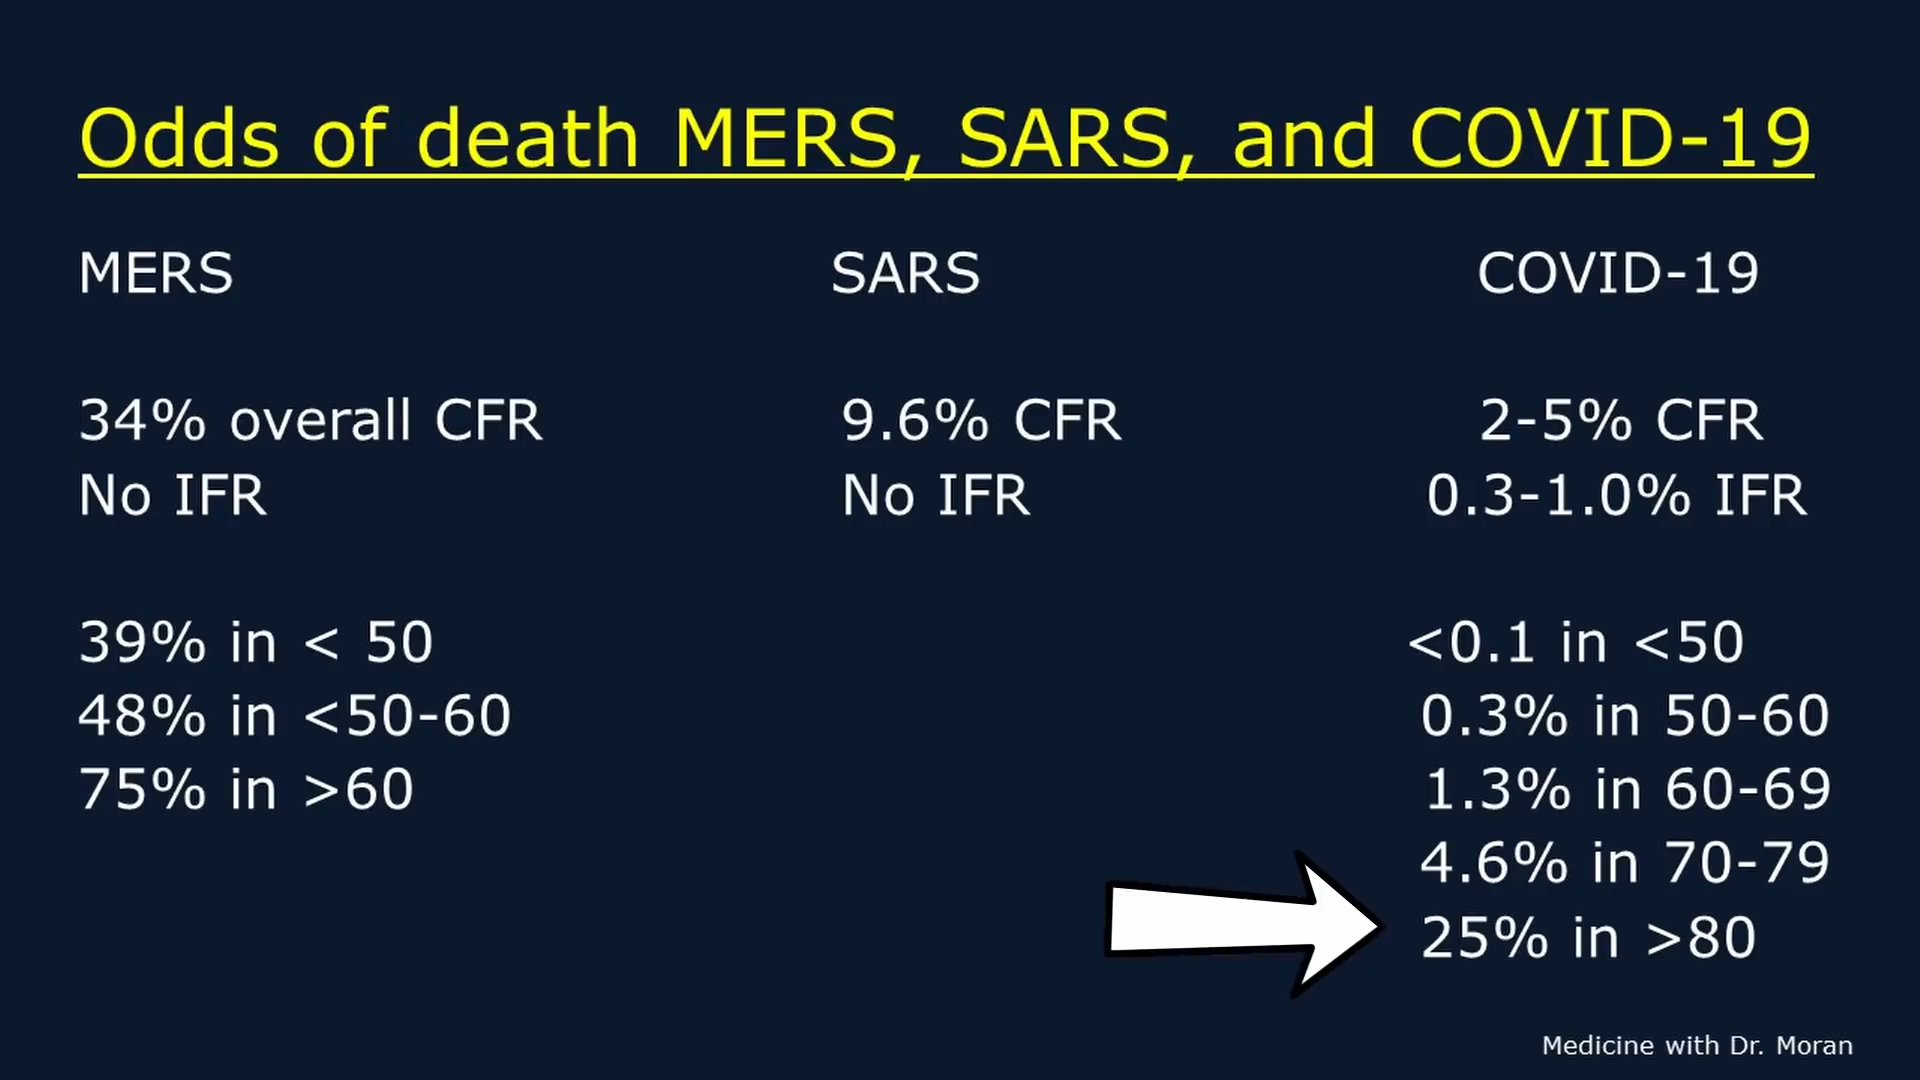 Odds of death MERS, SARS, and COVID-19
MERS SARS COVID-19
34% overall CFR 9.6% CFR 2-5% CFR
No IFR No IFR 0.3-1.0% IFR
39% in < 50 <0.1 in <50
48% in <50-60 0.3% in 50-60
75% in >60 1.3% in 60-69
4.6% in 70-79
25% in >80
Medicine with Dr. Moran